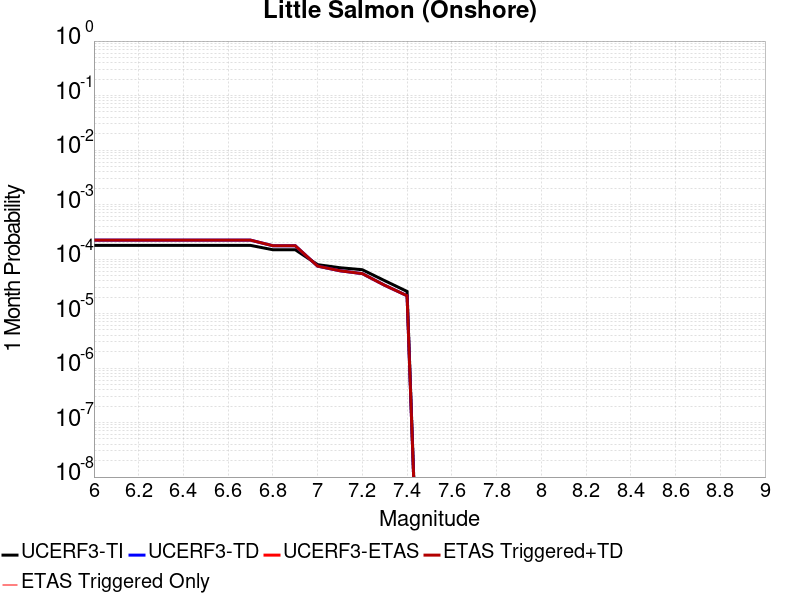 Little Salmon (Onshore)
10^0
10^-1
10^-2
10^-3
10^-4
10^-5
10^-6
10^-7
10^-8
1 Month Probability
6 6.2 6.4 6.6 6.8 7 7.2 7.4 7.6 7.8 8 8.2 8.4 8.6 8.8 9
Magnitude
UCERF3-TI UCERF3-TD UCERF3-ETAS ETAS Triggered+TD
ETAS Triggered Only